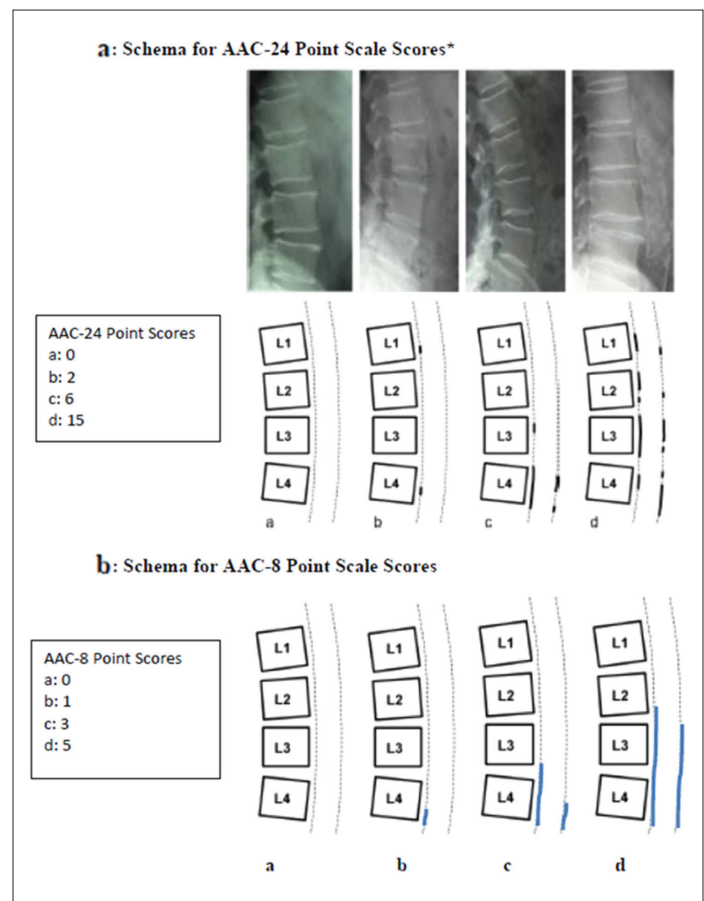 a: Schema for AAC-24 Point Scale Scores*
AAC-24 Point Scores
a: 0
b: 2
c: 6
d: 15
L1 L1 L1 L1
L2 L2 L2 L2
L3 L3 L3 L3
L4 L4 L4 L4
a b c d
b: Schema for AAC-8 Point Scale Scores
AAC-8 Point Scores
a: 0
b: 1
c: 3
d: 5
L1 L1 L1 L1
L2 L2 L2 L2
L3 L3 L3 L3
L4 L4 L4 L4
a b c d